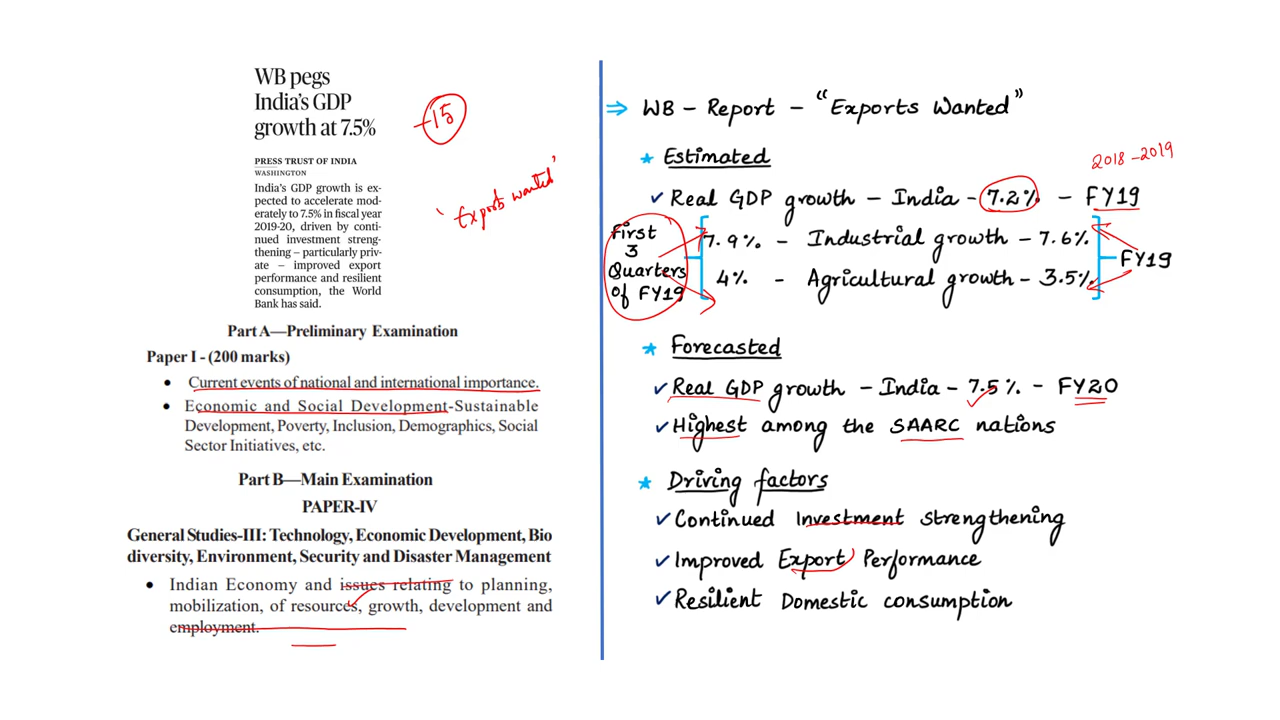 WB pegs
India's GDP
growth at 7.5%
-15
PRESS TRUST OF INDIA
WASHINGTON
India's GDP growth is ex-
pected to accelerate mod-
erately to 7.5% in fiscal year
2019-20, driven by conti-
nued investment streng-
thening – particularly priv-
ate – improved export
performance and resilient
consumption, the World
Bank has said.
'Exports wanted'
Part A—Preliminary Examination
Paper I - (200 marks)
• Current events of national and international importance.
• Economic and Social Development-Sustainable
Development, Poverty, Inclusion, Demographics, Social
Sector Initiatives, etc.
Part B—Main Examination
PAPER-IV
General Studies-III: Technology, Economic Development, Bio
diversity, Environment, Security and Disaster Management
• Indian Economy and issues relating to planning,
mobilization, of resources, growth, development and
employment.
⇒ WB - Report - "Exports Wanted"
★ Estimated
2018-2019
✓ Real GDP growth - India - 7.2% - FY19
First
3
Quarters
of FY19
7.9% - Industrial growth - 7.6%
4% - Agricultural growth - 3.5%
FY19
★ Forecasted
✓ Real GDP growth - India - 7.5% - FY20
✓ Highest among the SAARC nations
★ Driving factors
✓ Continued Investment Strengthening
✓ Improved Export Performance
✓ Resilient Domestic consumption